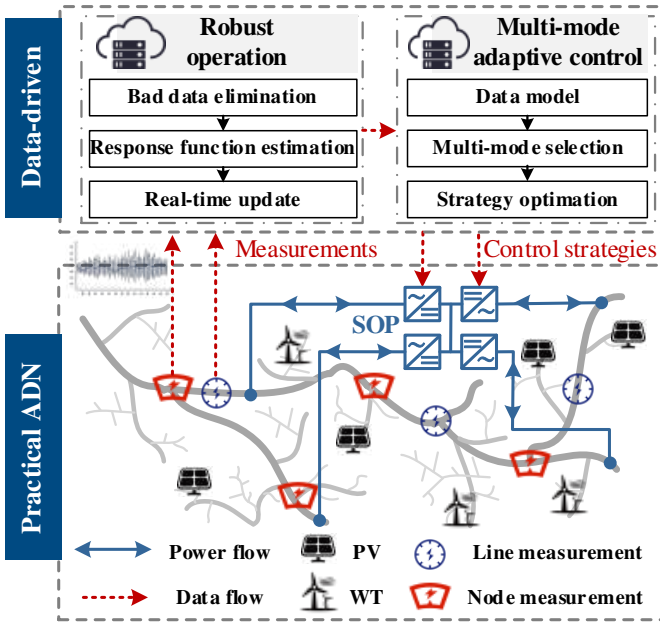 Data-driven
Robust
operation
Bad data elimination
Response function estimation
Real-time update
Multi-mode
adaptive control
Data model
Multi-mode selection
Strategy optimation
Measurements
Control strategies
Practical ADN
SOP
Power flow
PV
Line measurement
Data flow
WT
Node measurement